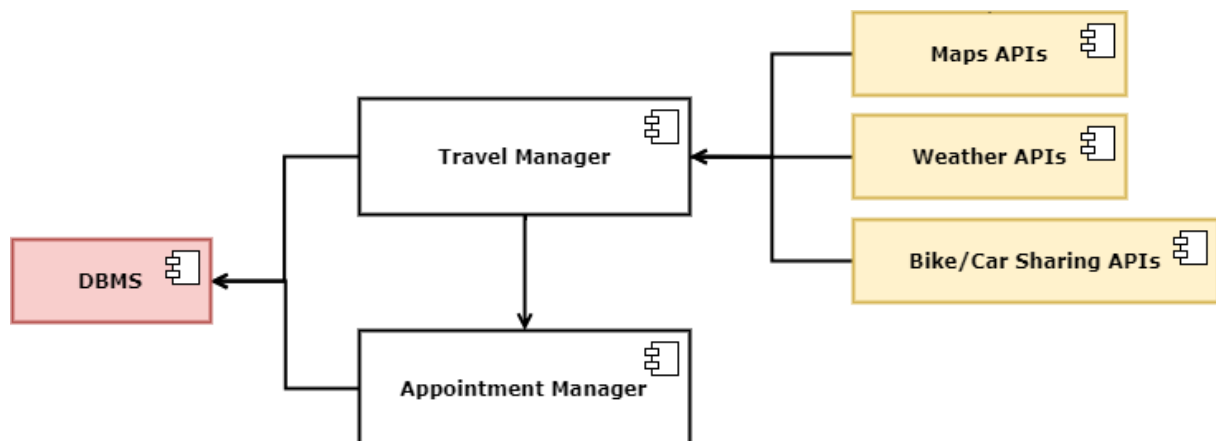 Maps APIs
Travel Manager
Weather APIs
Bike/Car Sharing APIs
DBMS
Appointment Manager